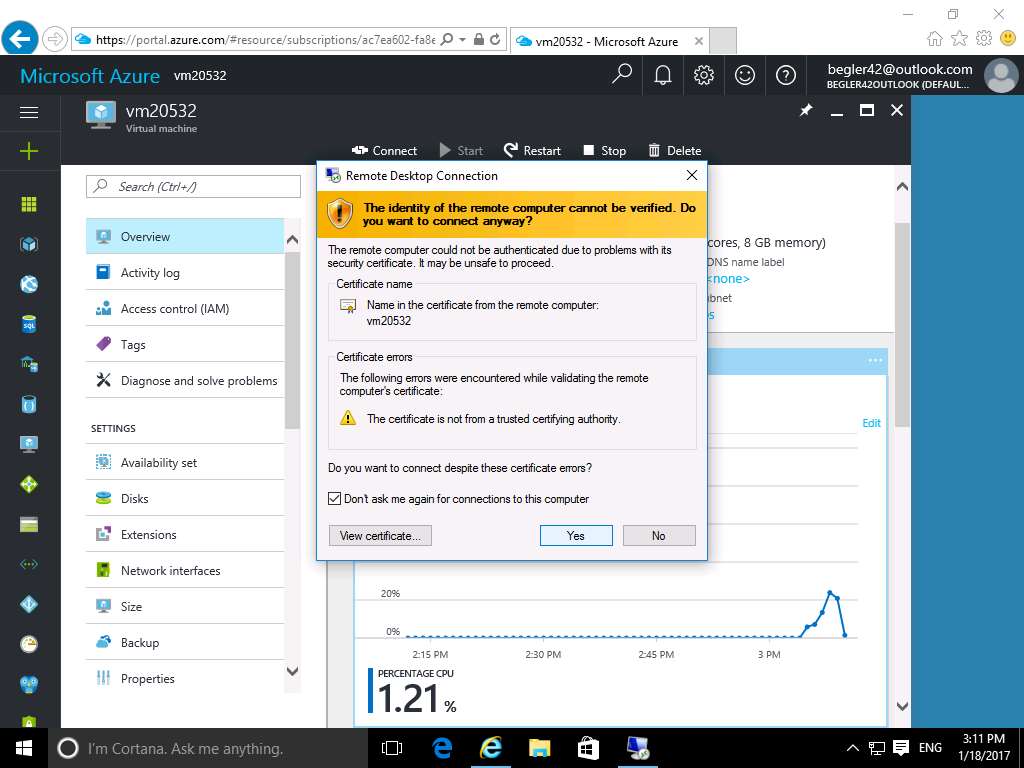 https://portal.azure.com/#resource/subscriptions/ac7ea602-fa8e
vm20532 - Microsoft Azure
Microsoft Azure vm20532
begler42@outlook.com
BEGLER42OUTLOOK (DEFAUL...
vm20532
Virtual machine
Connect Start Restart Stop Delete
Search (Ctrl+/)
Overview
Activity log
Access control (IAM)
Tags
Diagnose and solve problems
SETTINGS
Availability set
Disks
Extensions
Network interfaces
Size
Backup
Properties
Remote Desktop Connection
The identity of the remote computer cannot be verified. Do
you want to connect anyway?
The remote computer could not be authenticated due to problems with its
security certificate. It may be unsafe to proceed.
Certificate name
Name in the certificate from the remote computer:
vm20532
Certificate errors
The following errors were encountered while validating the remote
computer's certificate:
The certificate is not from a trusted certifying authority.
Do you want to connect despite these certificate errors?
Don't ask me again for connections to this computer
View certificate...
Yes
No
cores, 8 GB memory)
DNS name label
<none>
ubnet
...
Edit
20%
0%
2:15 PM 2:30 PM 2:45 PM 3 PM
PERCENTAGE CPU
1.21 %
SQL
I'm Cortana. Ask me anything.
ENG
3:11 PM
1/18/2017